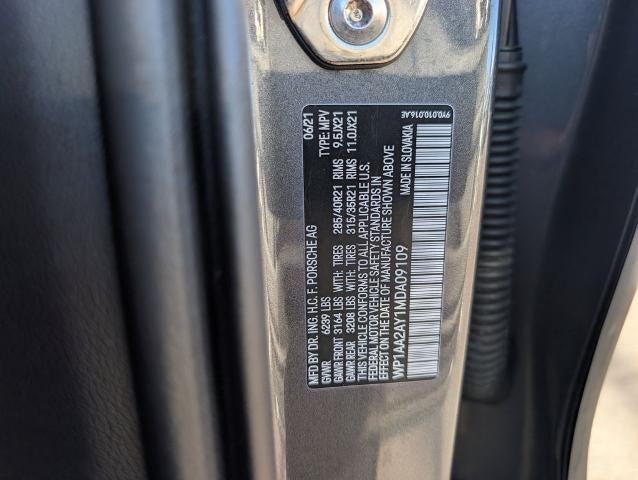 MFD BY DR. ING. H.C. F. PORSCHE AG 06/21
GVWR 6239 LBS TYPE: MPV
GAWR FRONT 3164 LBS WITH: TIRES 285/40R21 RIMS 9.5JX21
GAWR REAR 3208 LBS WITH: TIRES 315/35R21 RIMS 11.0JX21
THIS VEHICLE CONFORMS TO ALL APPLICABLE U.S.
FEDERAL MOTOR VEHICLE SAFETY STANDARDS IN
EFFECT ON THE DATE OF MANUFACTURE SHOWN ABOVE
WP1AA2AY1MDA09109 MADE IN SLOVAKIA
9Y0.010.016.AE